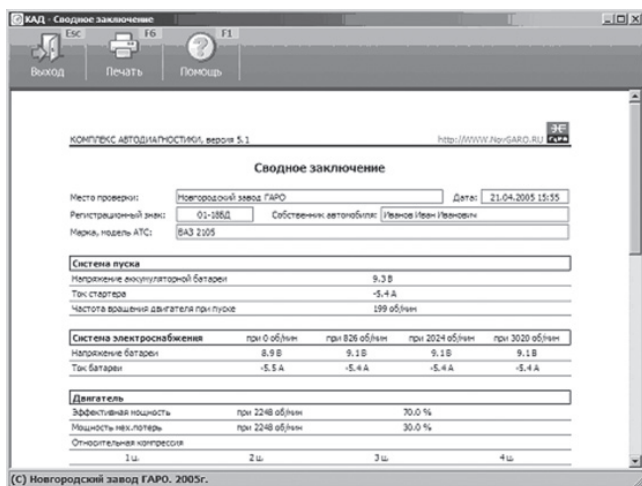 КАД - Сводное заключение
Esc F6 F1
Выход Печать Помощь
КОМПЛЕКС АВТОДИАГНОСТИКИ, версия 5.1 http://WWW.NovGARO.RU ГАРО
Сводное заключение
Место проверки: Новгородский завод ГАРО Дата: 21.04.2005 15:55
Регистрационный знак: 01-18БД Собственник автомобиля: Иванов Иван Иванович
Марка, модель АТС: ВАЗ 2105
Система пуска
Напряжение аккумуляторной батареи 9.3 В
Ток стартера -5.4 А
Частота вращения двигателя при пуске 199 об/мин
Система электроснабжения при 0 об/мин при 826 об/мин при 2024 об/мин при 3020 об/мин
Напряжение батареи 8.9 В 9.1 В 9.1 В 9.1 В
Ток батареи -5.5 А -5.4 А -5.4 А -5.4 А
Двигатель
Эффективная мощность при 2248 об/мин 70.0 %
Мощность мех.потерь при 2248 об/мин 30.0 %
Относительная компрессия
1 ц. 2 ц. 3 ц. 4 ц.
(C) Новгородский завод ГАРО. 2005г.